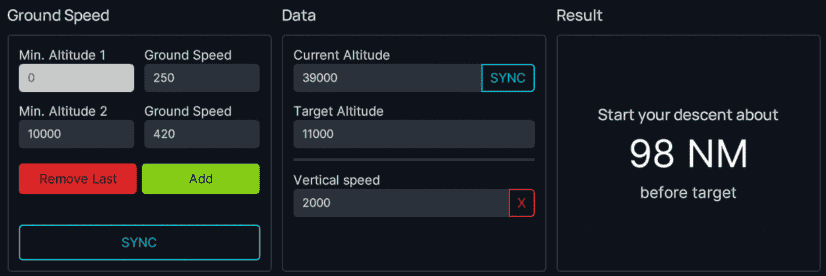 Ground Speed
Min. Altitude 1 Ground Speed
0 250
Min. Altitude 2 Ground Speed
10000 420
Remove Last Add
SYNC
Data
Current Altitude
39000 SYNC
Target Altitude
11000
Vertical speed
2000 X
Result
Start your descent about
98 NM
before target